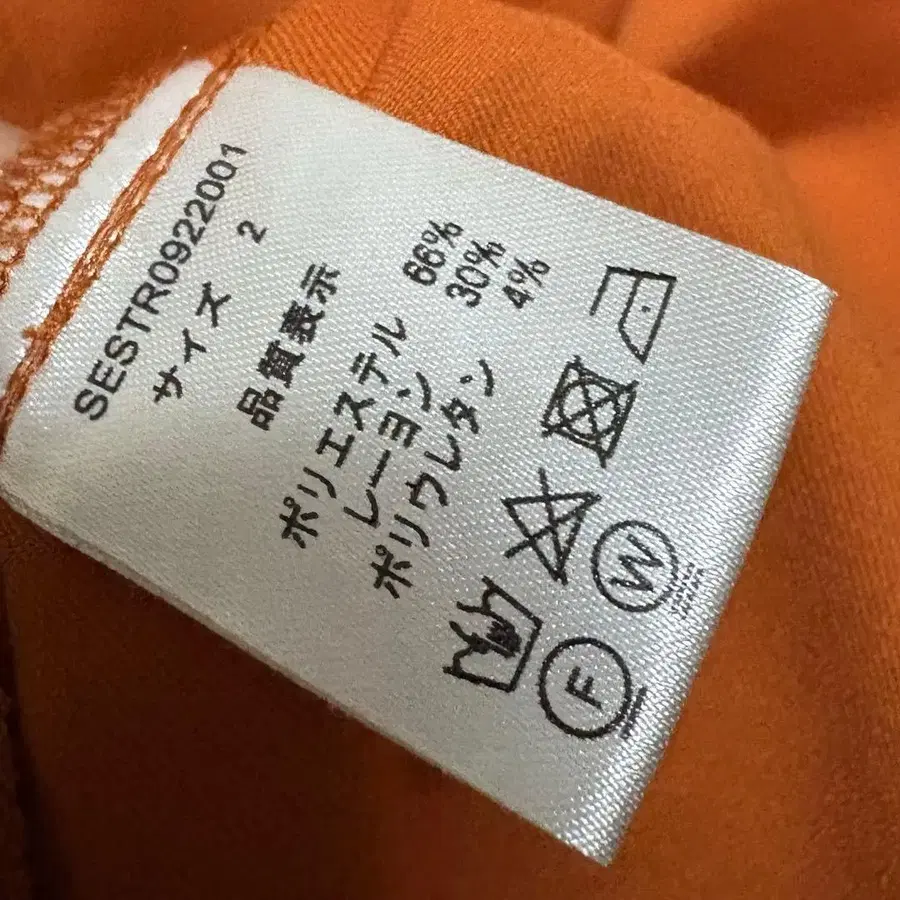 SESTR0922001
サイズ 2
品質表示
ポリエステル 66%
レーヨン 30%
ポリウレタン 4%
W
F